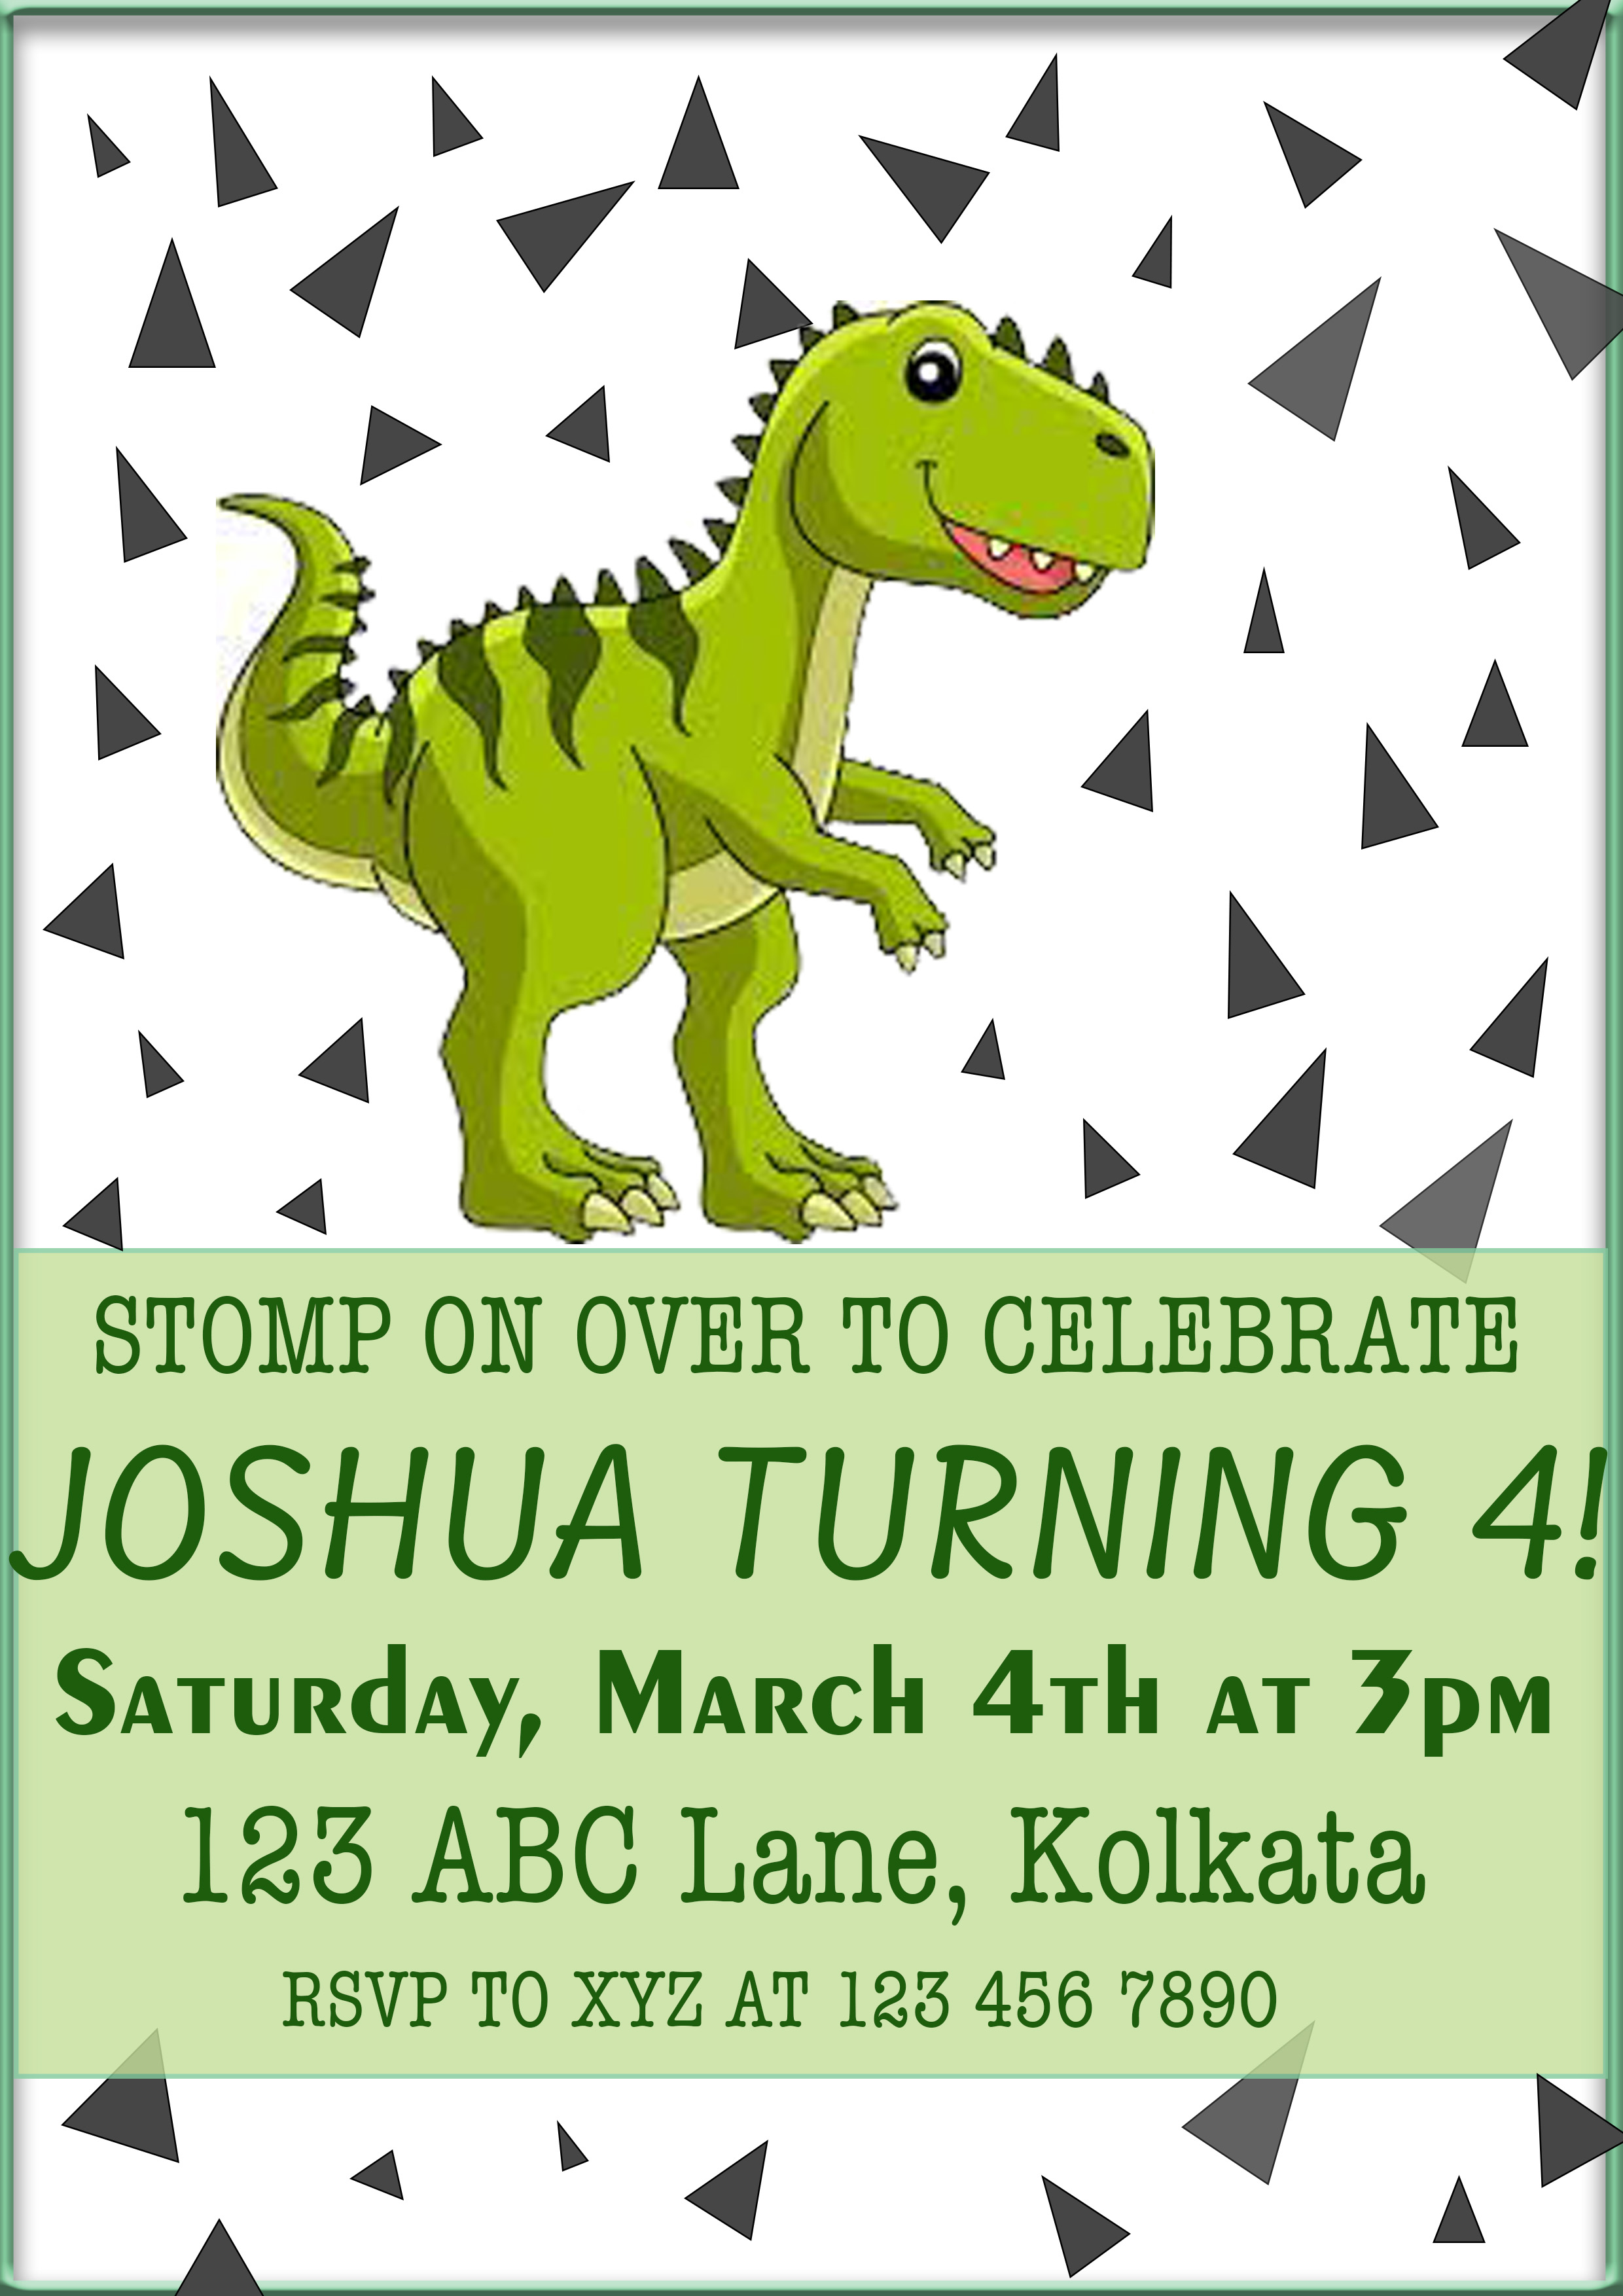 STOMP ON OVER TO CELEBRATE
JOSHUA TURNING 4!
Saturday, March 4th at 3pm
123 ABC Lane, Kolkata
RSVP TO XYZ AT 123 456 7890